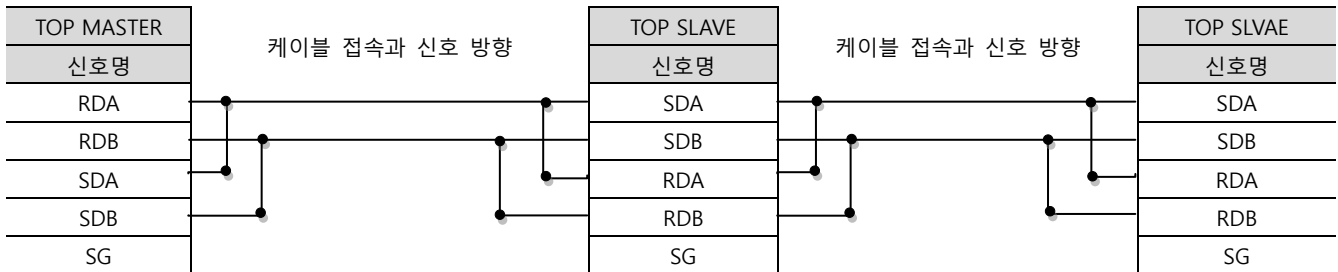 TOP MASTER 케이블 접속과 신호 방향 TOP SLAVE 케이블 접속과 신호 방향 TOP SLVAE
신호명 신호명 신호명
RDA SDA SDA
RDB SDB SDB
SDA RDA RDA
SDB RDB RDB
SG SG SG